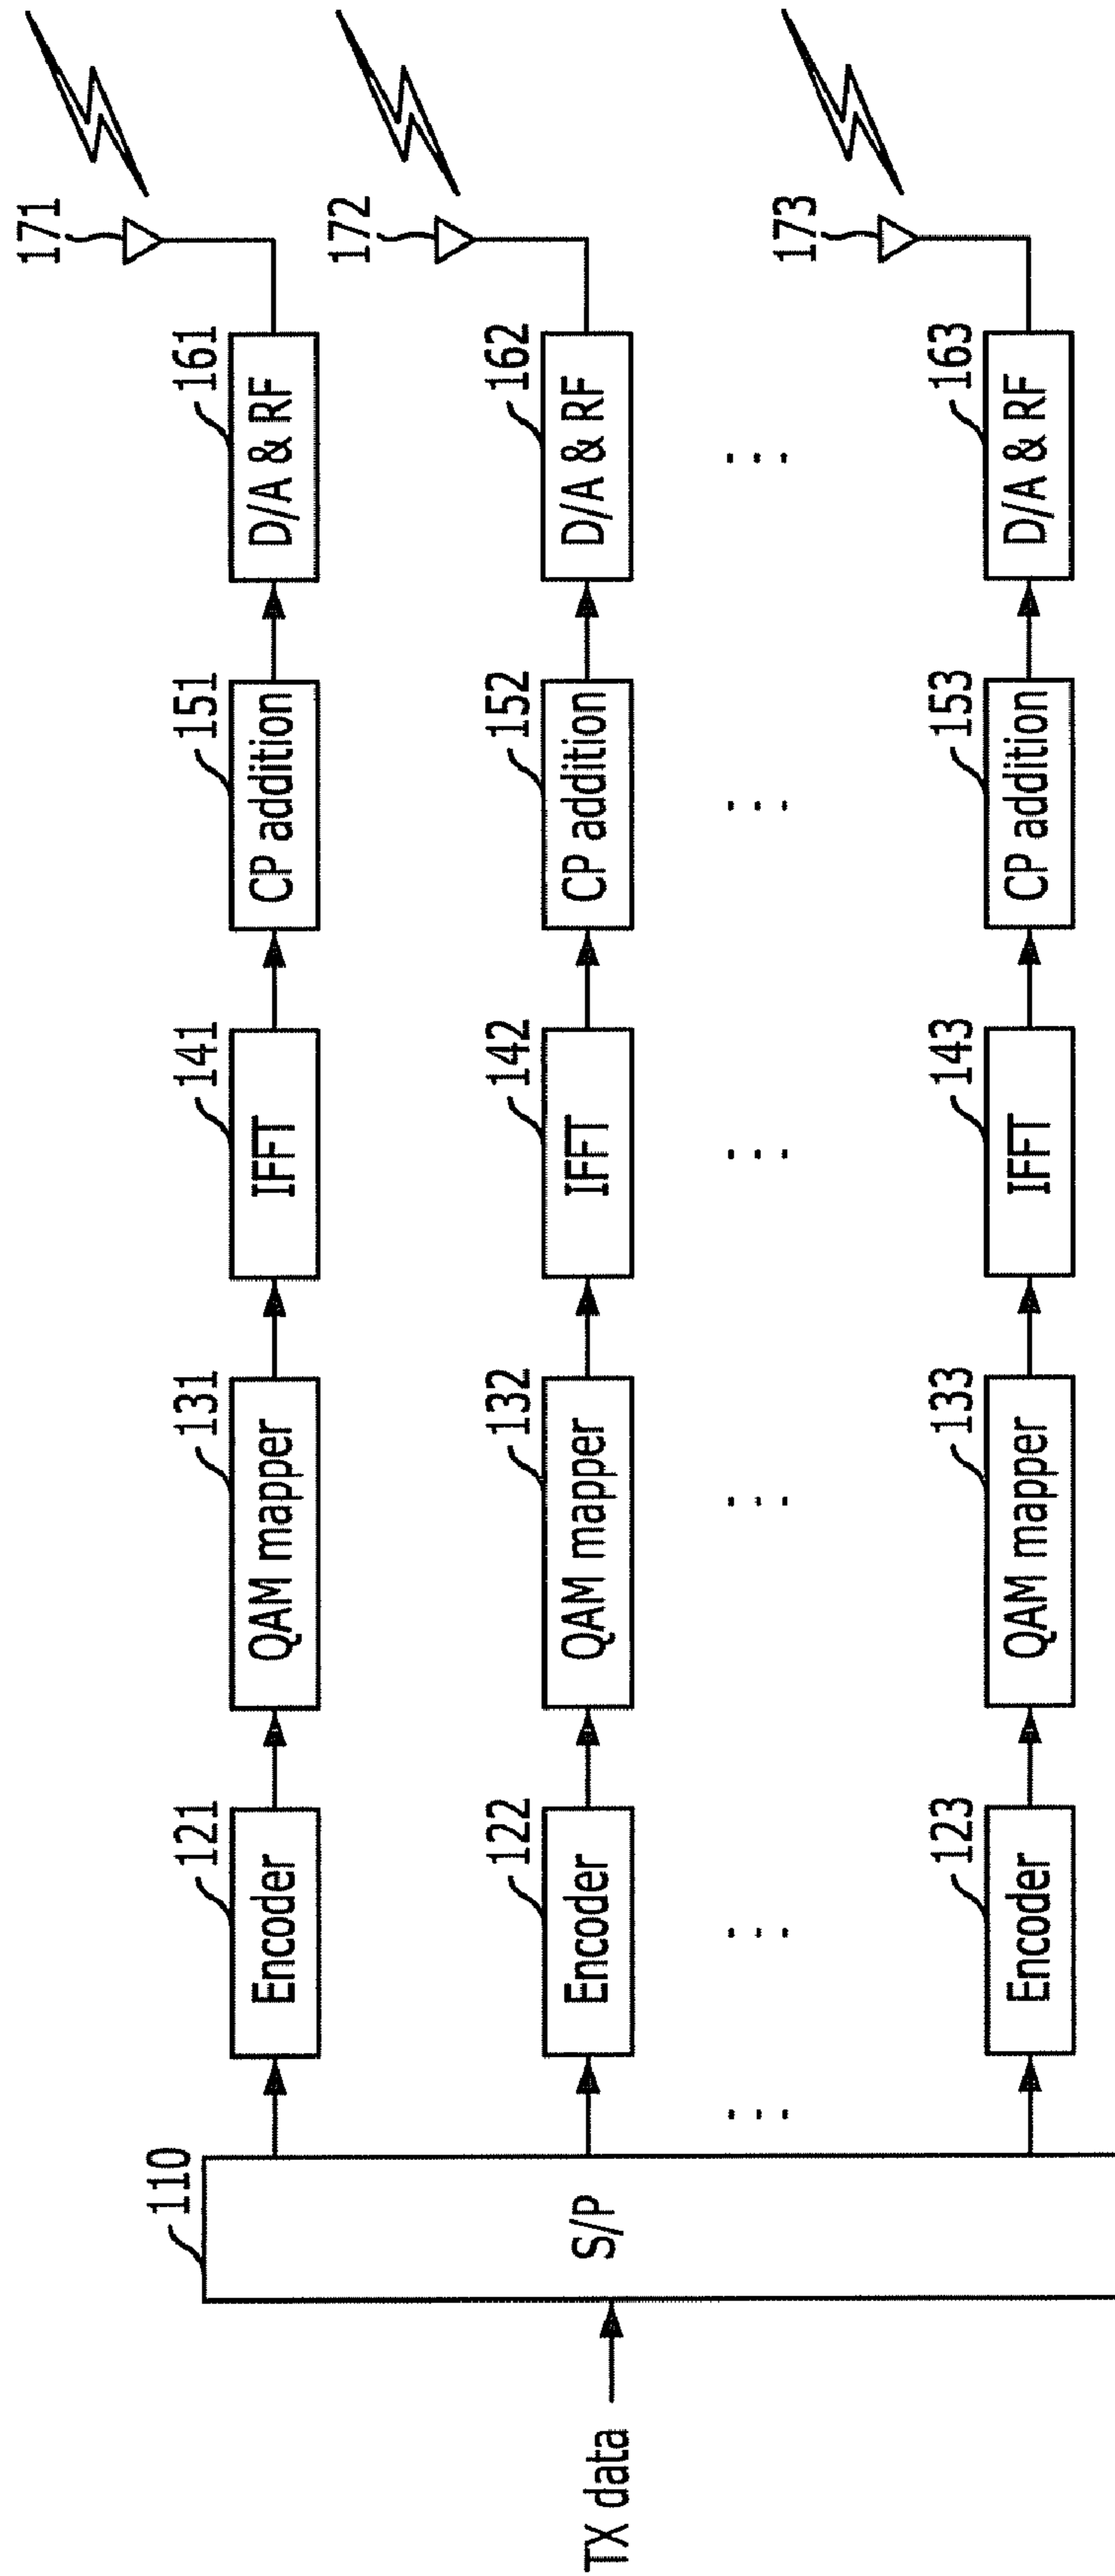 TX data
110
S/P
121
Encoder
131
QAM mapper
141
IFFT
151
CP addition
161
D/A & RF
171
122
Encoder
132
QAM mapper
142
IFFT
152
CP addition
162
D/A & RF
172
...
...
...
...
...
...
123
Encoder
133
QAM mapper
143
IFFT
153
CP addition
163
D/A & RF
173